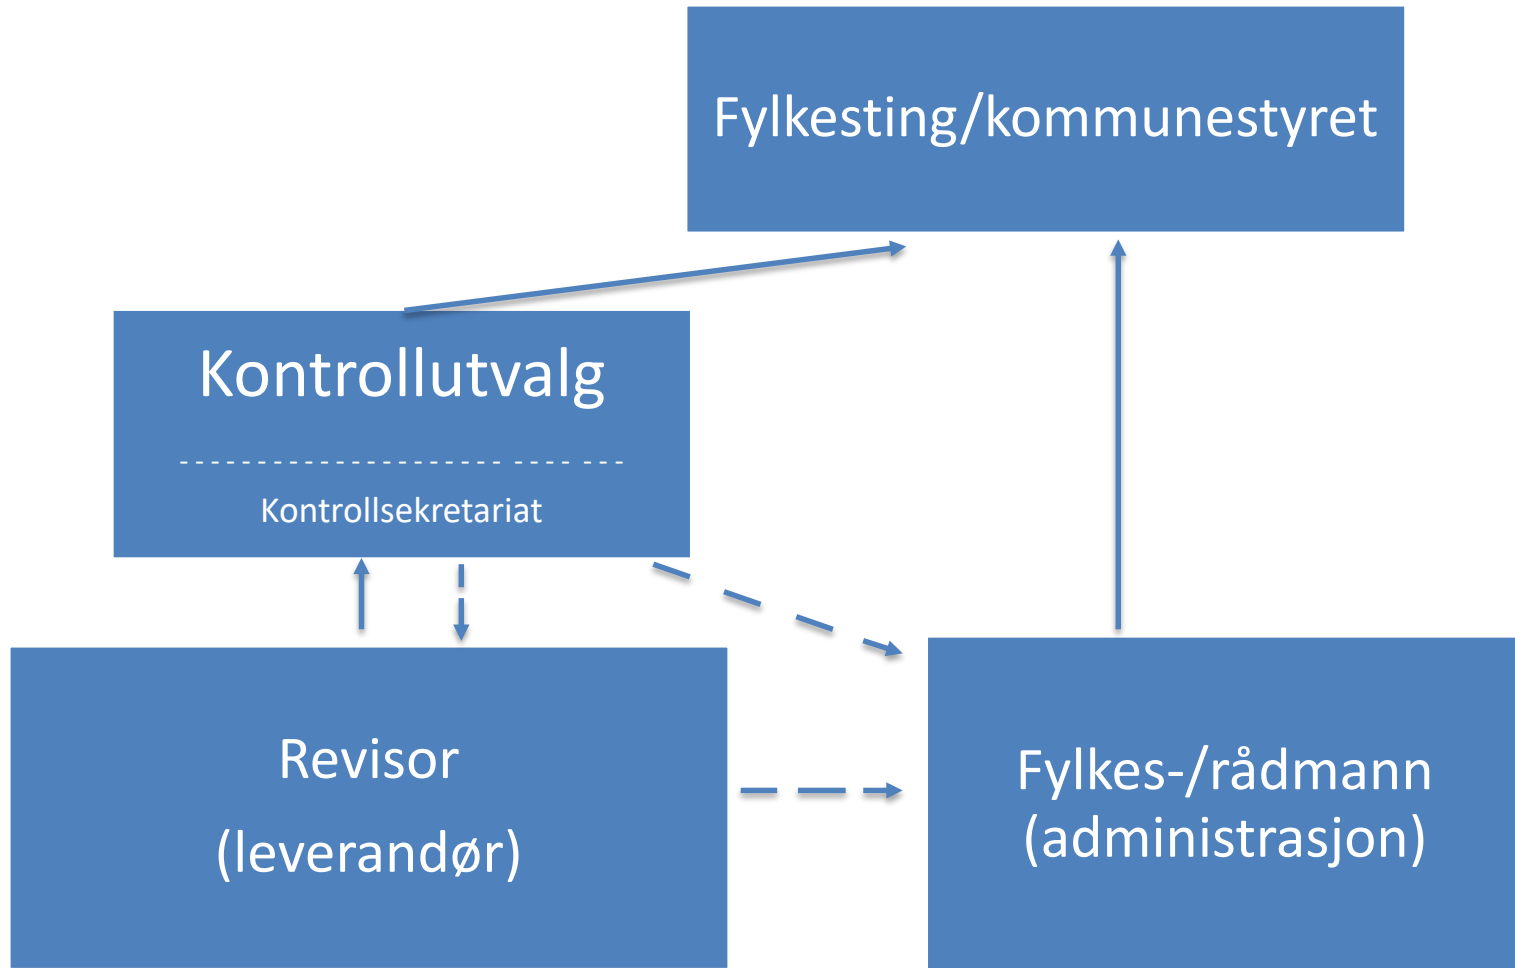 Fylkesting/kommunestyret
Kontrollutvalg
- - - - - - - - - - - - - - - - - - - - - - - - - - - -
Kontrollsekretariat
Revisor
(leverandør)
Fylkes-/rådmann
(administrasjon)